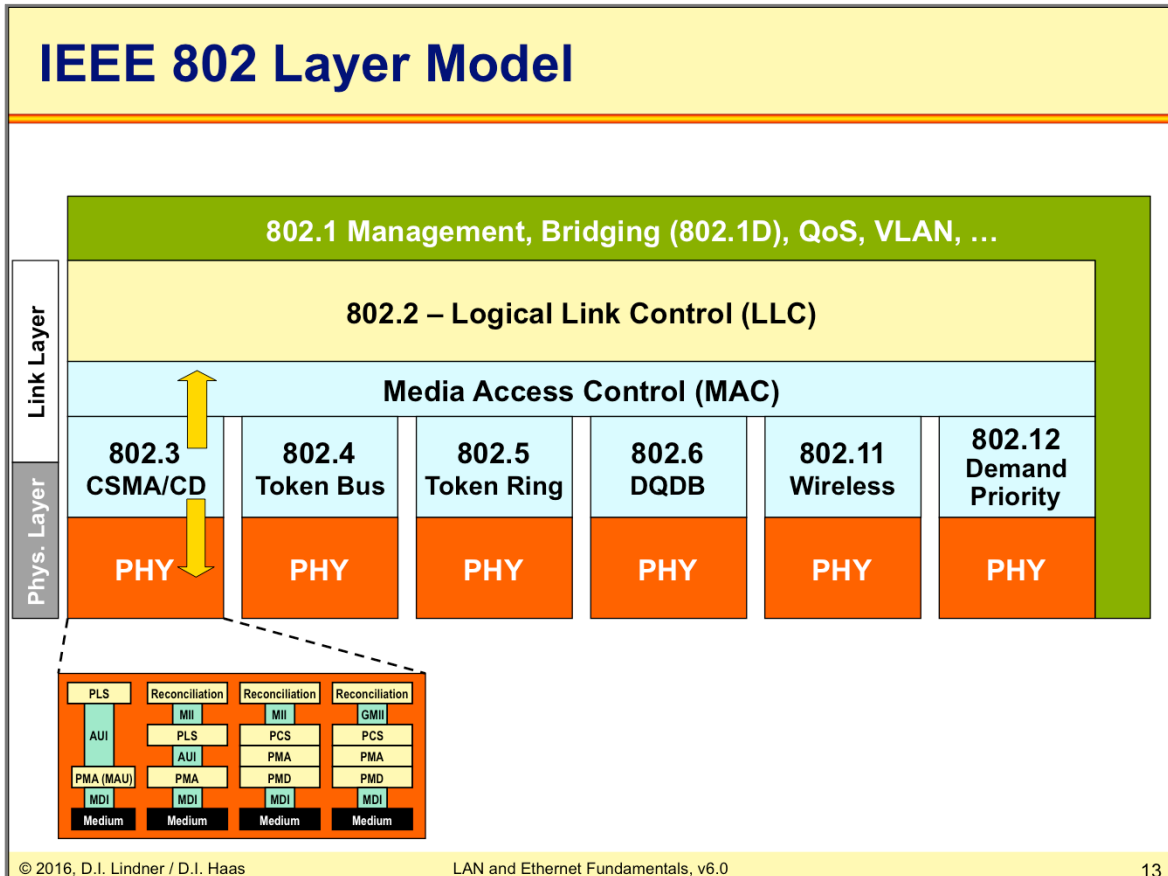 IEEE 802 Layer Model
802.1 Management, Bridging (802.1D), QoS, VLAN, …
Link Layer
802.2 – Logical Link Control (LLC)
Media Access Control (MAC)
Phys. Layer
802.3
CSMA/CD
802.4
Token Bus
802.5
Token Ring
802.6
DQDB
802.11
Wireless
802.12
Demand
Priority
PHY
PHY
PHY
PHY
PHY
PHY
PLS
AUI
PMA (MAU)
MDI
Medium
Reconciliation
MII
PLS
AUI
PMA
MDI
Medium
Reconciliation
MII
PCS
PMA
PMD
MDI
Medium
Reconciliation
GMII
PCS
PMA
PMD
MDI
Medium
© 2016, D.I. Lindner / D.I. Haas
LAN and Ethernet Fundamentals, v6.0
13